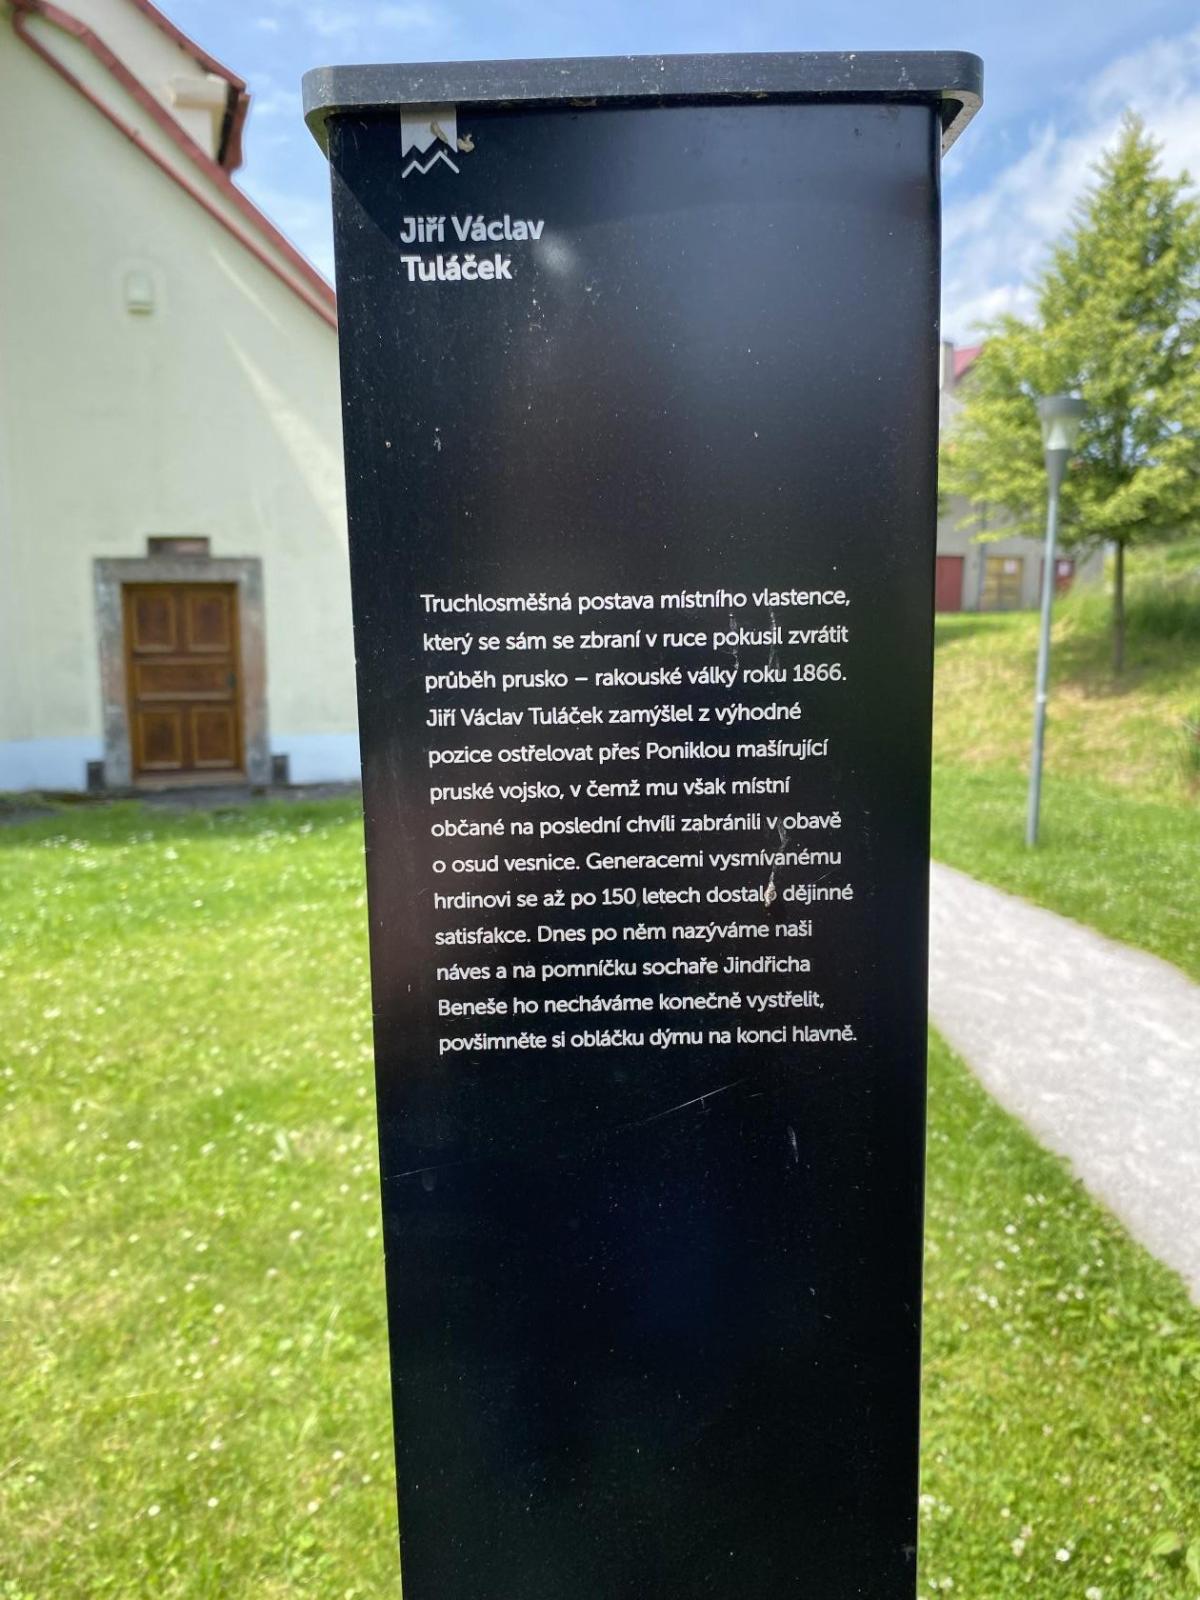 Jiří Václav
Tuláček
Truchlosměšná postava místního vlastence,
který se sám se zbraní v ruce pokusil zvrátit
průběh prusko – rakouské války roku 1866.
Jiří Václav Tuláček zamýšlel z výhodné
pozice ostřelovat přes Poniklou mašírující
pruské vojsko, v čemž mu však místní
občané na poslední chvíli zabránili v obavě
o osud vesnice. Generacemi vysmívanému
hrdinovi se až po 150 letech dostalo dějinné
satisfakce. Dnes po něm nazýváme naši
náves a na pomníčku sochaře Jindřicha
Beneše ho necháváme konečně vystřelit,
povšimněte si obláčku dýmu na konci hlavně.